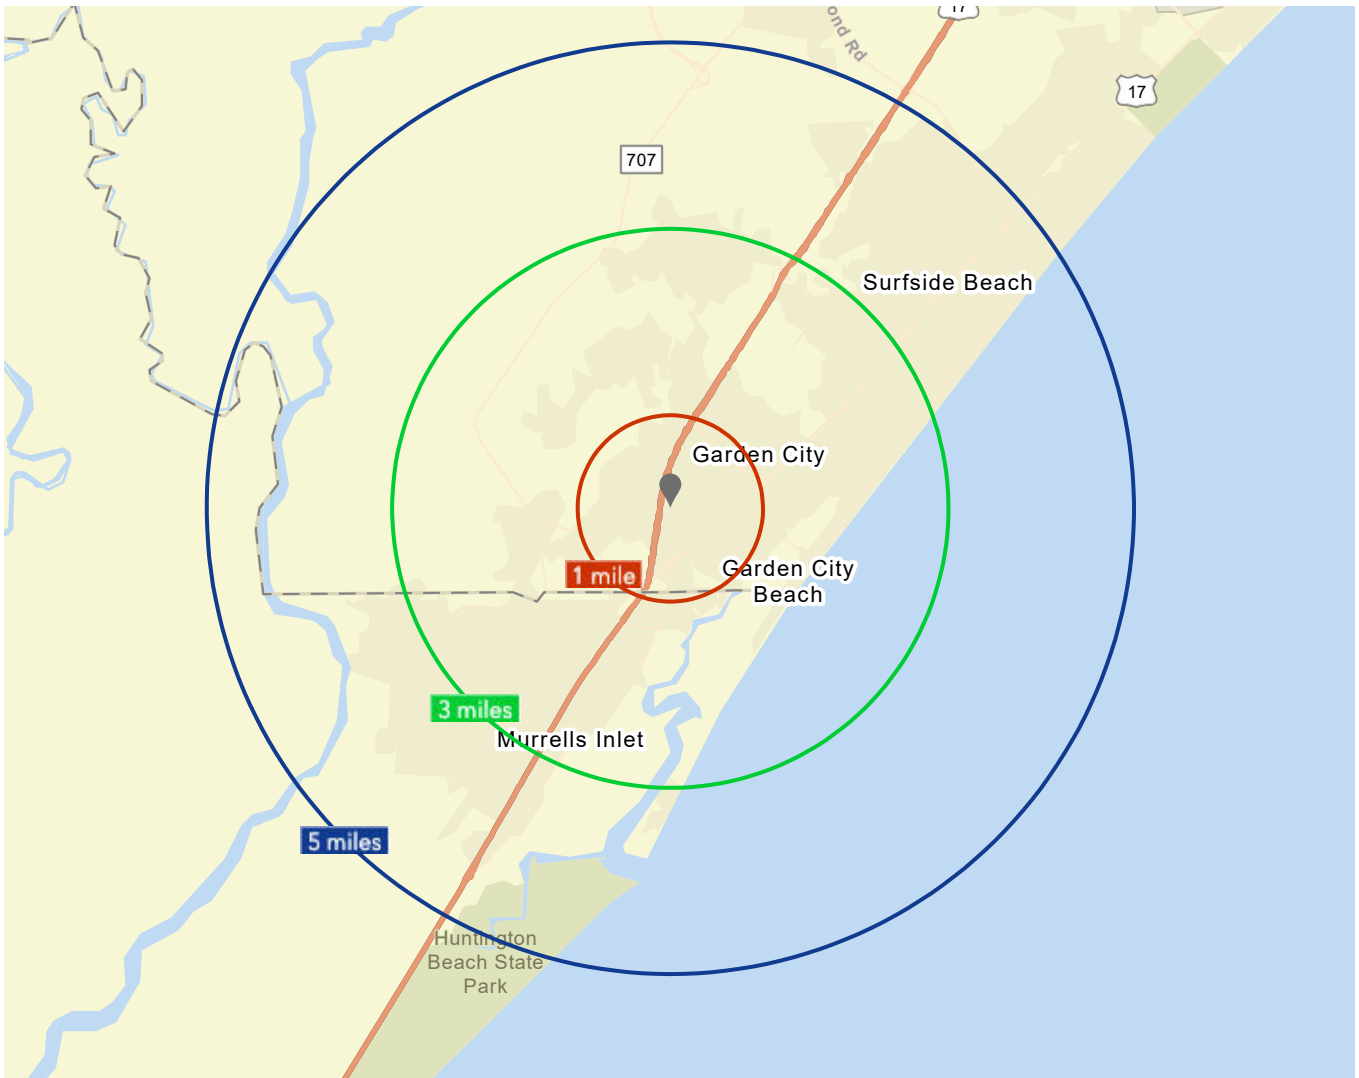 17
ond Rd
17
707
Surfside Beach
Garden City
Garden City
Beach
1 mile
3 miles
Murrells Inlet
5 miles
Huntington
Beach State
Park